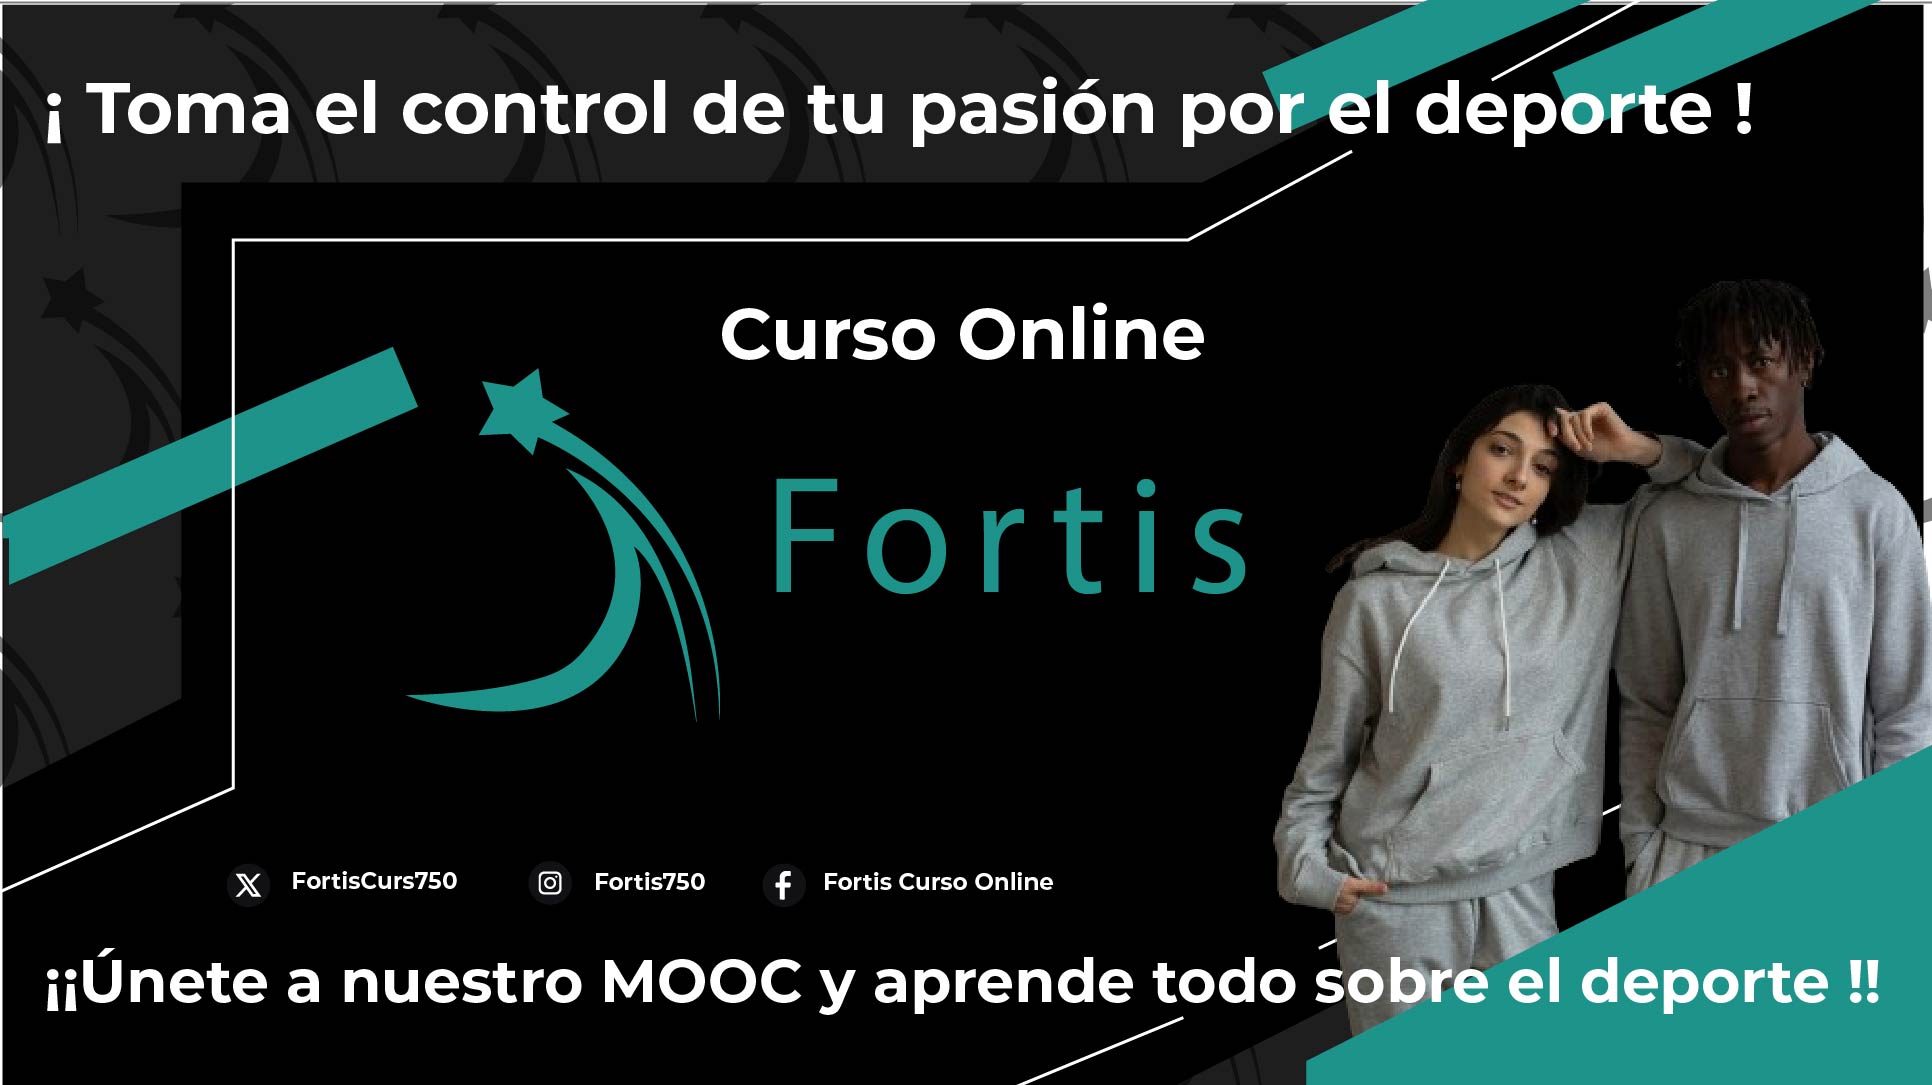 ¡ Toma el control de tu pasión por el deporte !
Curso Online
Fortis
FortisCurs750
Fortis750
Fortis Curso Online
¡¡Únete a nuestro MOOC y aprende todo sobre el deporte !!